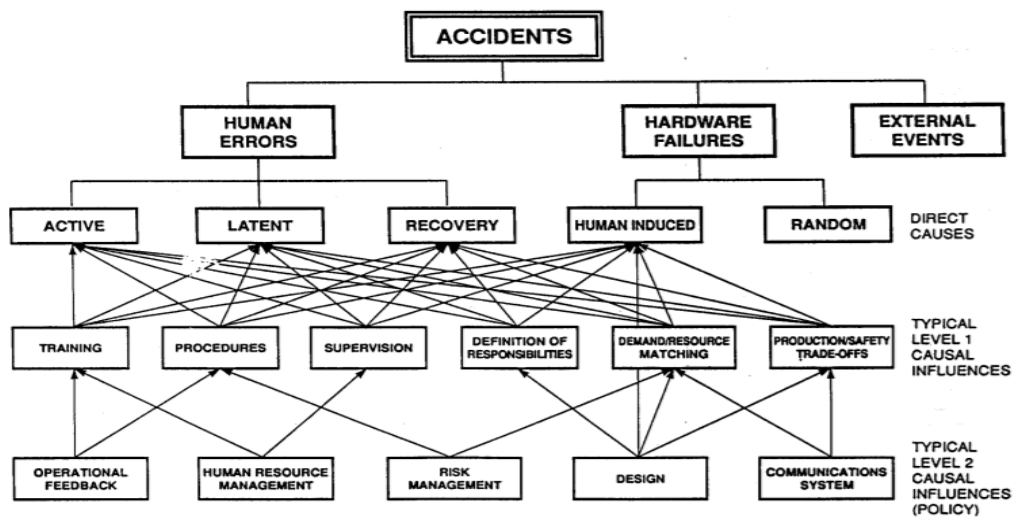 ACCIDENTS
HUMAN
ERRORS
HARDWARE
FAILURES
EXTERNAL
EVENTS
ACTIVE
LATENT
RECOVERY
HUMAN INDUCED
RANDOM
DIRECT
CAUSES
TRAINING
PROCEDURES
SUPERVISION
DEFINITION OF
RESPONSIBILITIES
DEMAND/RESOURCE
MATCHING
PRODUCTION/SAFETY
TRADE-OFFS
TYPICAL
LEVEL 1
CAUSAL
INFLUENCES
OPERATIONAL
FEEDBACK
HUMAN RESOURCE
MANAGEMENT
RISK
MANAGEMENT
DESIGN
COMMUNICATIONS
SYSTEM
TYPICAL
LEVEL 2
CAUSAL
INFLUENCES
(POLICY)